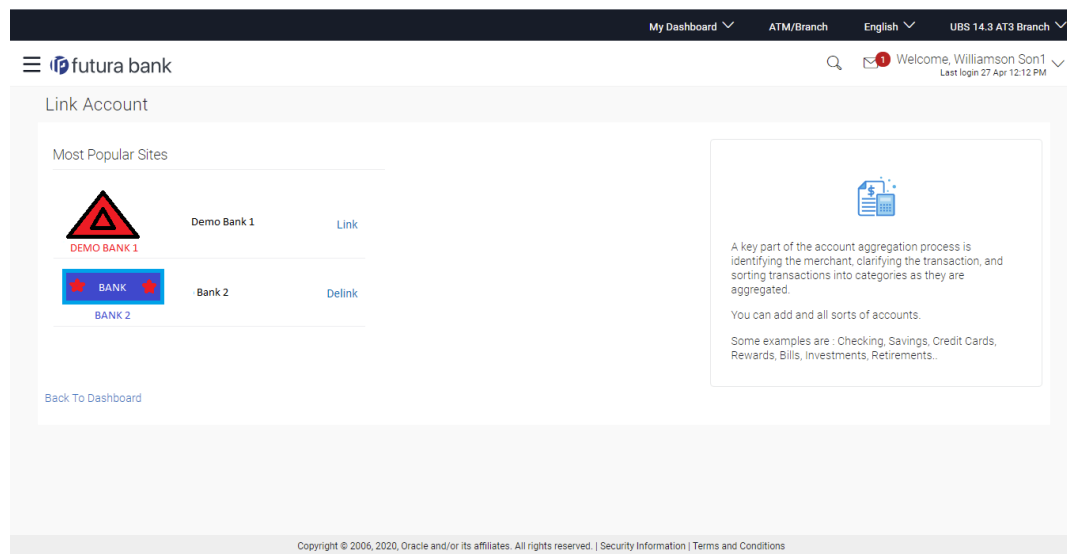 My Dashboard ATM/Branch English UBS 14.3 AT3 Branch
futura bank
1 Welcome, Williamson Son1
Last login 27 Apr 12:12 PM
Link Account
Most Popular Sites
DEMO BANK 1
Demo Bank 1 Link
BANK
BANK 2
Bank 2 Delink
$
A key part of the account aggregation process is
identifying the merchant, clarifying the transaction, and
sorting transactions into categories as they are
aggregated.
You can add and all sorts of accounts.
Some examples are : Checking, Savings, Credit Cards,
Rewards, Bills, Investments, Retirements..
Back To Dashboard
Copyright © 2006, 2020, Oracle and/or its affiliates. All rights reserved. | Security Information | Terms and Conditions